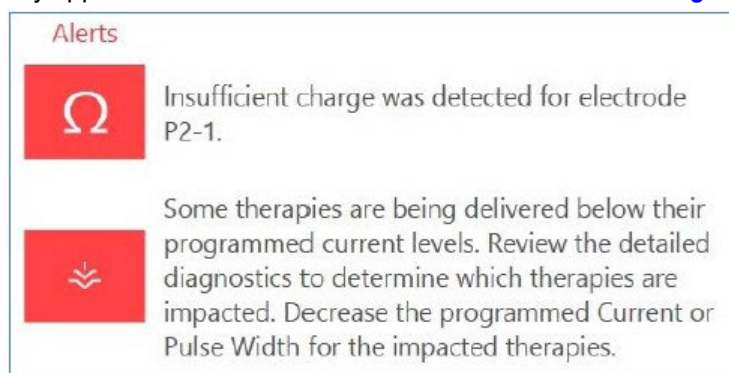 Alerts
Ω
Insufficient charge was detected for electrode
P2-1.
Some therapies are being delivered below their
programmed current levels. Review the detailed
diagnostics to determine which therapies are
impacted. Decrease the programmed Current or
Pulse Width for the impacted therapies.